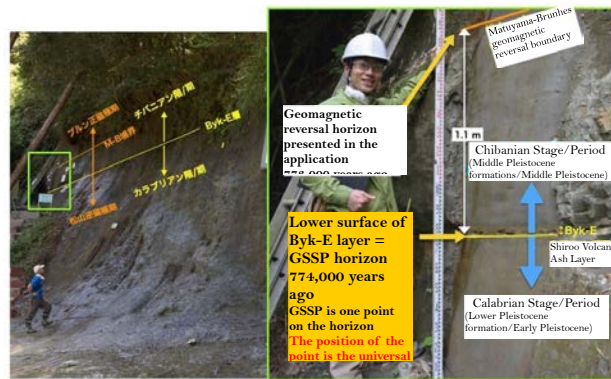 ブルン正磁極期
M-B境界
松山逆磁極期
チバニアン階/期
Byk-E層
カラブリアン階/期
Matuyama-Brunhes
geomagnetic
reversal boundary
Geomagnetic
reversal horizon
presented in the
application
years ago
1.1 m
Chibanian Stage/Period
(Middle Pleistocene
formations/Middle Pleistocene)
Byk-E
Shiroo Volcan
Ash Layer
Lower surface of
Byk-E layer =
GSSP horizon
774,000 years
ago
GSSP is one point
on the horizon
The position of the
point is the universal
Calabrian Stage/Period
(Lower Pleistocene
formation/Early Pleistocene)